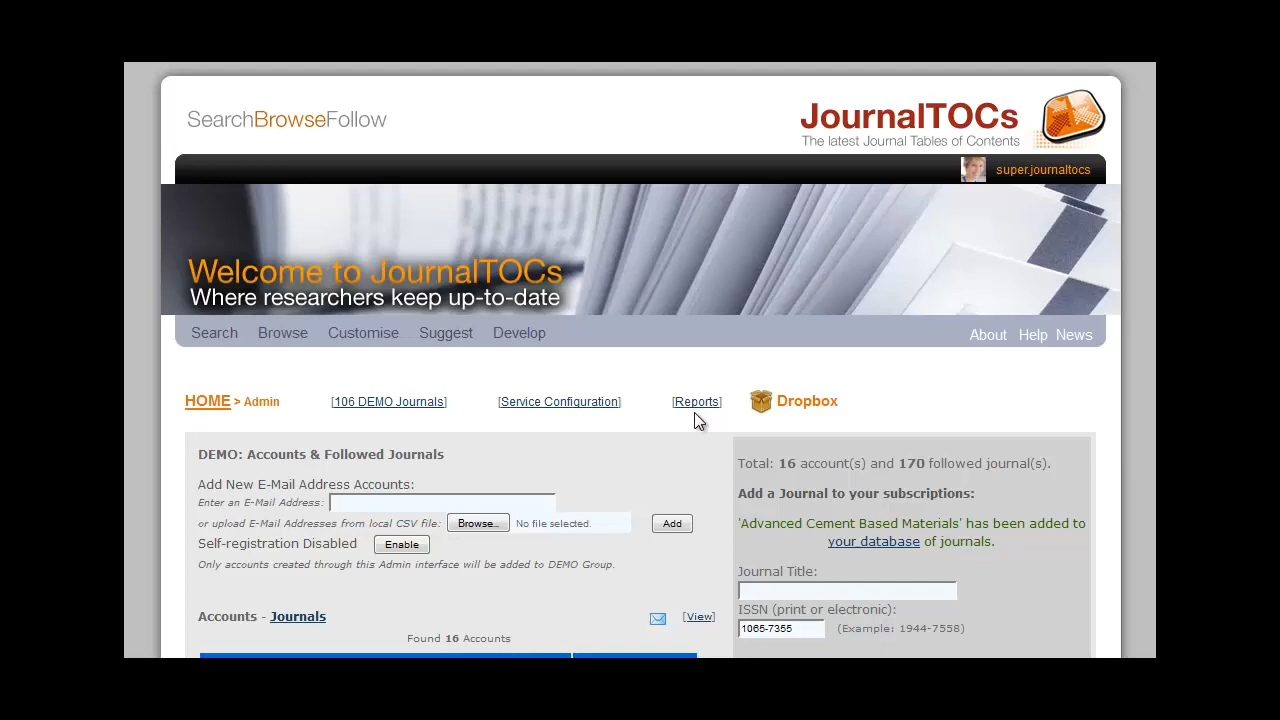 SearchBrowseFollow
JournalTOCs
The latest Journal Tables of Contents
super.journaltocs
Welcome to JournalTOCs
Where researchers keep up-to-date
Search Browse Customise Suggest Develop About Help News
HOME > Admin [106 DEMO Journals] [Service Configuration] [Reports] Dropbox
DEMO: Accounts & Followed Journals
Add New E-Mail Address Accounts:
Enter an E-Mail Address:
or upload E-Mail Addresses from local CSV file: Browse... No file selected. Add
Self-registration Disabled Enable
Only accounts created through this Admin interface will be added to DEMO Group.
Accounts - Journals [View]
Found 16 Accounts
Total: 16 account(s) and 170 followed journal(s).
Add a Journal to your subscriptions:
'Advanced Cement Based Materials' has been added to
your database of journals.
Journal Title:
ISSN (print or electronic):
1065-7355 (Example: 1944-7558)